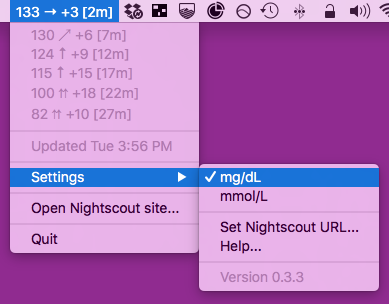 133 → +3 [2m]
130 ↗ +6 [7m]
124 ↑ +9 [12m]
115 ↑ +15 [17m]
100 ⇈ +18 [22m]
82 ⇈ +10 [27m]
Updated Tue 3:56 PM
Settings ▶
✓ mg/dL
mmol/L
Open Nightscout site...
Set Nightscout URL...
Quit
Help...
Version 0.3.3